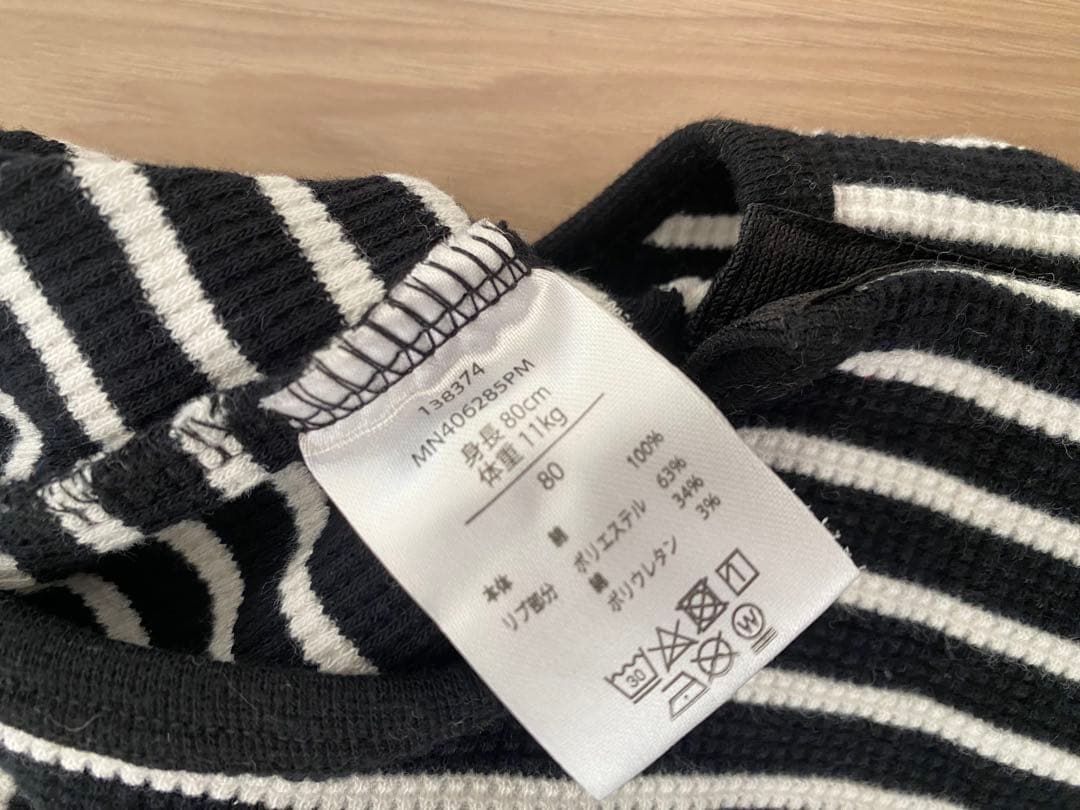 138374
MN406285PM
身長 80cm
体重 11kg
80
本体 綿 100%
リブ部分 ポリエステル 63%
綿 34%
ポリウレタン 3%
30
W